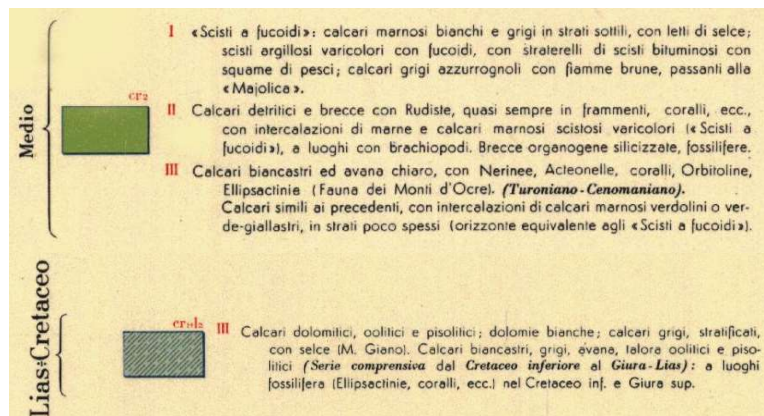 Medio
cr2
I «Scisti a fucoidi»: calcari marnosi bianchi e grigi in strati sottili, con letti di selce;
scisti argillosi varicolori con fucoidi, con straterelli di scisti bituminosi con
squame di pesci; calcari grigi azzurrognoli con fiamme brune, passanti alla
«Majolica».
II Calcari detritici e brecce con Rudiste, quasi sempre in frammenti, coralli, ecc.,
con intercalazioni di marne e calcari marnosi scistosi varicolori («Scisti a
fucoidi»), a luoghi con brachiopodi. Brecce organogene silicizzate, fossilifere.
III Calcari biancastri ed avana chiaro, con Nerinee, Acteonelle, coralli, Orbitoline,
Ellipsactinie (Fauna dei Monti d'Ocre). (Turoniano-Cenomaniano).
Calcari simili ai precedenti, con intercalazioni di calcari marnosi verdolini o ver-
de-giallastri, in strati poco spessi (orizzonte equivalente agli «Scisti a fucoidi»).
Lias÷Cretaceo
cr1-l2
III Calcari dolomitici, oolitici e pisolitici; dolomie bianche; calcari grigi, stratificati,
con selce (M. Giano). Calcari biancastri, grigi, avana, talora oolitici e piso-
litici (Serie comprensiva dal Cretaceo inferiore al Giura-Lias): a luoghi
fossilifera (Ellipsactinie, coralli, ecc.) nel Cretaceo inf. e Giura sup.